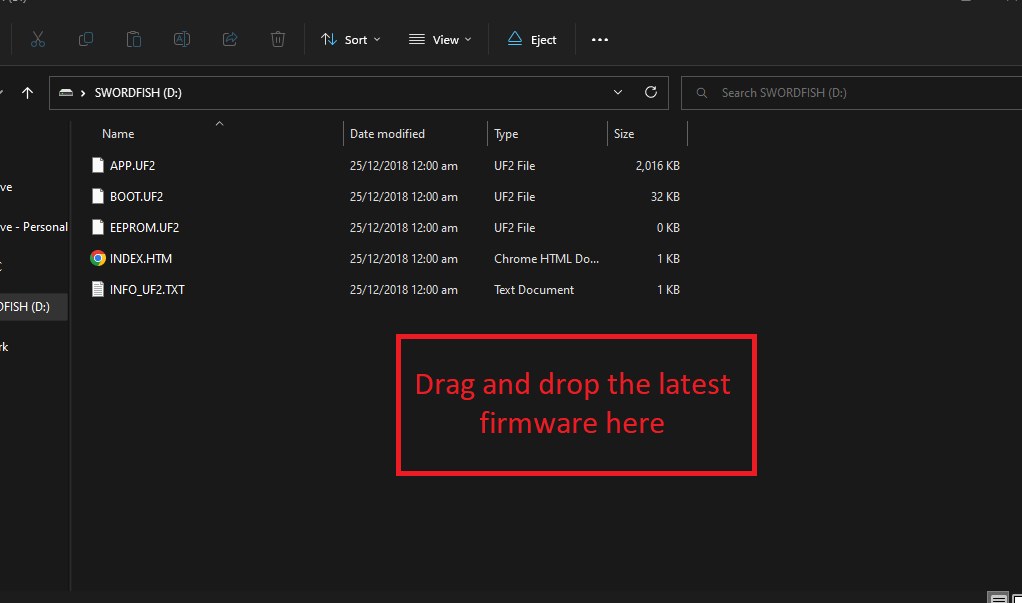 Sort
View
Eject
SWORDFISH (D:)
Search SWORDFISH (D:)
Name Date modified Type Size
APP.UF2 25/12/2018 12:00 am UF2 File 2,016 KB
BOOT.UF2 25/12/2018 12:00 am UF2 File 32 KB
ve
EEPROM.UF2 25/12/2018 12:00 am UF2 File 0 KB
ve - Personal
INDEX.HTM 25/12/2018 12:00 am Chrome HTML Do... 1 KB
INFO_UF2.TXT 25/12/2018 12:00 am Text Document 1 KB
DFISH (D:)
rk
Drag and drop the latest
firmware here